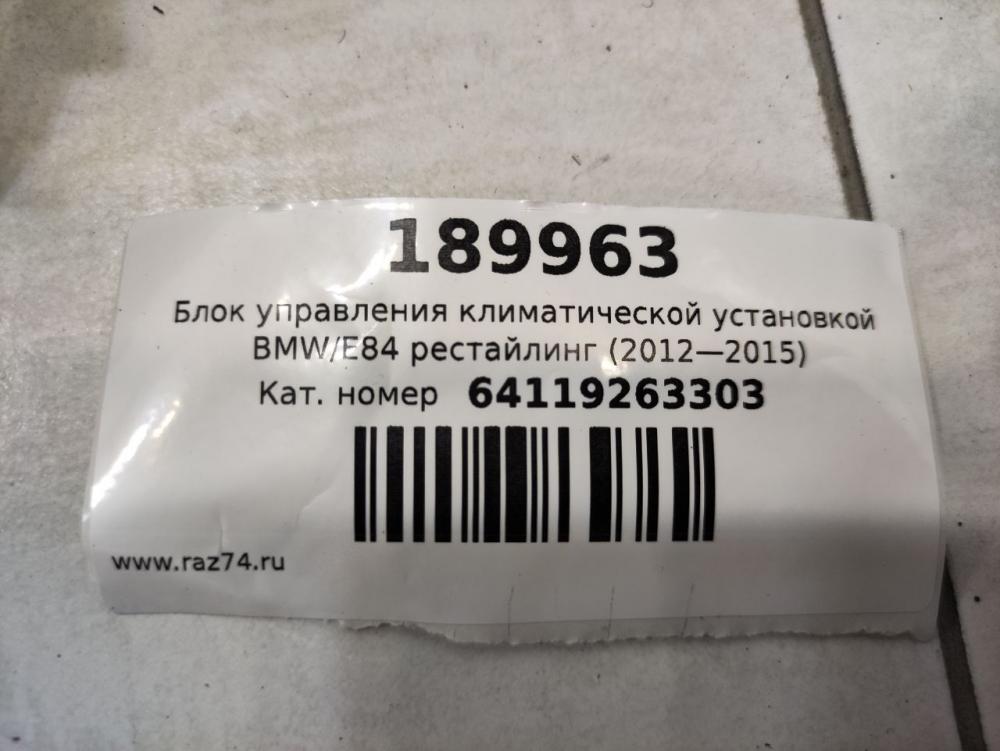 189963
Блок управления климатической установкой
BMW/E84 рестайлинг (2012—2015)
Кат. номер 64119263303
www.raz74.ru